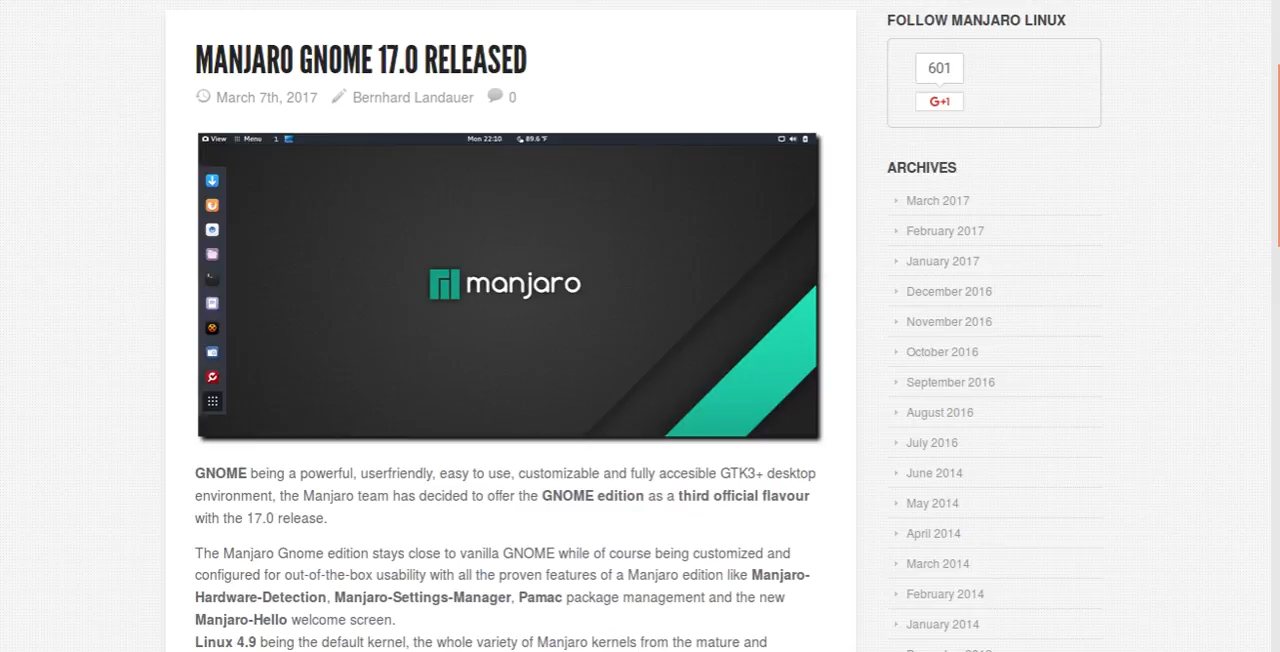 MANJARO GNOME 17.0 RELEASED
March 7th, 2017 Bernhard Landauer 0
View Menu 1 Mon 22:10 89.6 °F
manjaro
GNOME being a powerful, userfriendly, easy to use, customizable and fully accesible GTK3+ desktop
environment, the Manjaro team has decided to offer the GNOME edition as a third official flavour
with the 17.0 release.
The Manjaro Gnome edition stays close to vanilla GNOME while of course being customized and
configured for out-of-the-box usability with all the proven features of a Manjaro edition like Manjaro-
Hardware-Detection, Manjaro-Settings-Manager, Pamac package management and the new
Manjaro-Hello welcome screen.
Linux 4.9 being the default kernel, the whole variety of Manjaro kernels from the mature and
FOLLOW MANJARO LINUX
601
G+1
ARCHIVES
March 2017
February 2017
January 2017
December 2016
November 2016
October 2016
September 2016
August 2016
July 2016
June 2014
May 2014
April 2014
March 2014
February 2014
January 2014